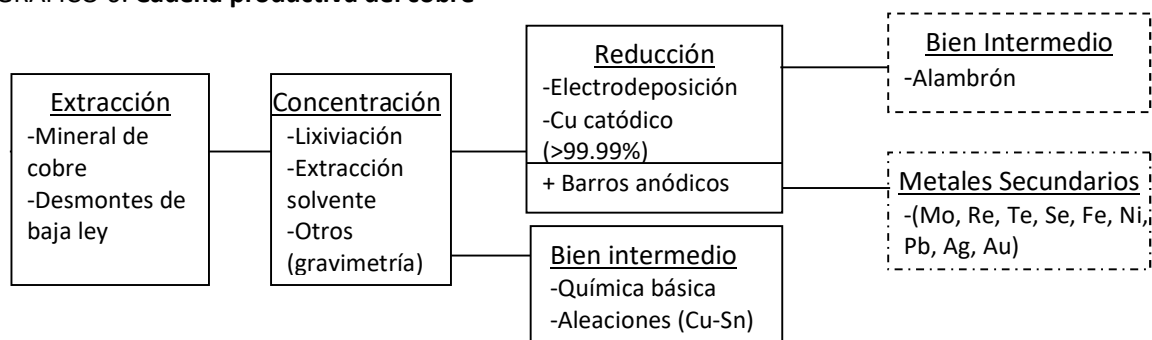 Cadena productiva del cobre
Extracción
-Mineral de
cobre
-Desmontes de
baja ley
Concentración
-Lixiviación
-Extracción
solvente
-Otros
(gravimetría)
Reducción
-Electrodeposición
-Cu catódico
(>99.99%)
+ Barros anódicos
Bien intermedio
-Química básica
-Aleaciones (Cu-Sn)
Bien Intermedio
-Alambrón
Metales Secundarios
-(Mo, Re, Te, Se, Fe, Ni,
Pb, Ag, Au)